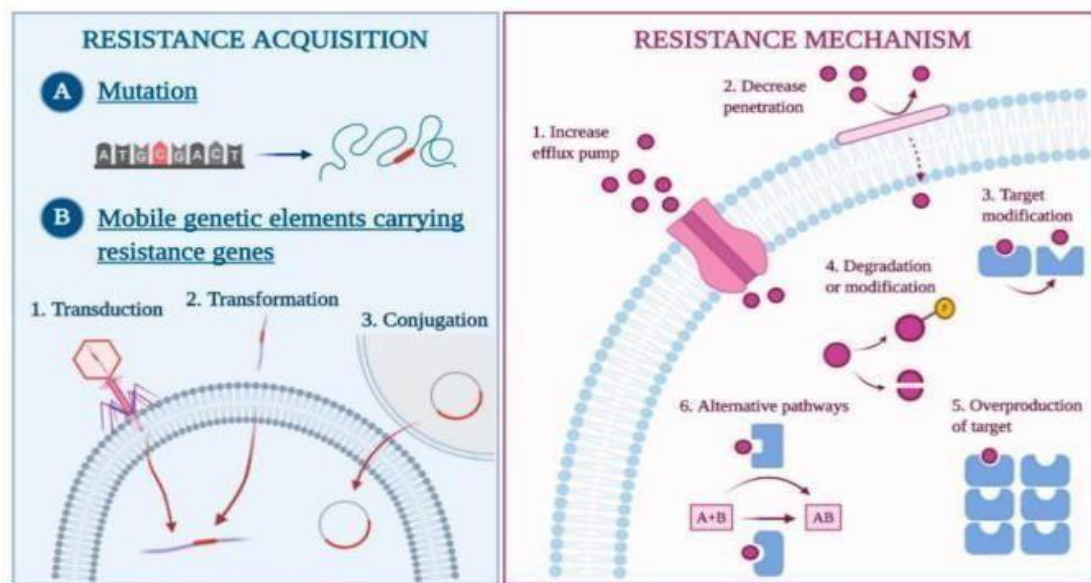 RESISTANCE ACQUISITION
A Mutation
A T G C G A C T
B Mobile genetic elements carrying
resistance genes
1. Transduction
2. Transformation
3. Conjugation
RESISTANCE MECHANISM
1. Increase
efflux pump
2. Decrease
penetration
3. Target
modification
4. Degradation
or modification
5. Overproduction
of target
6. Alternative pathways
A+B
AB